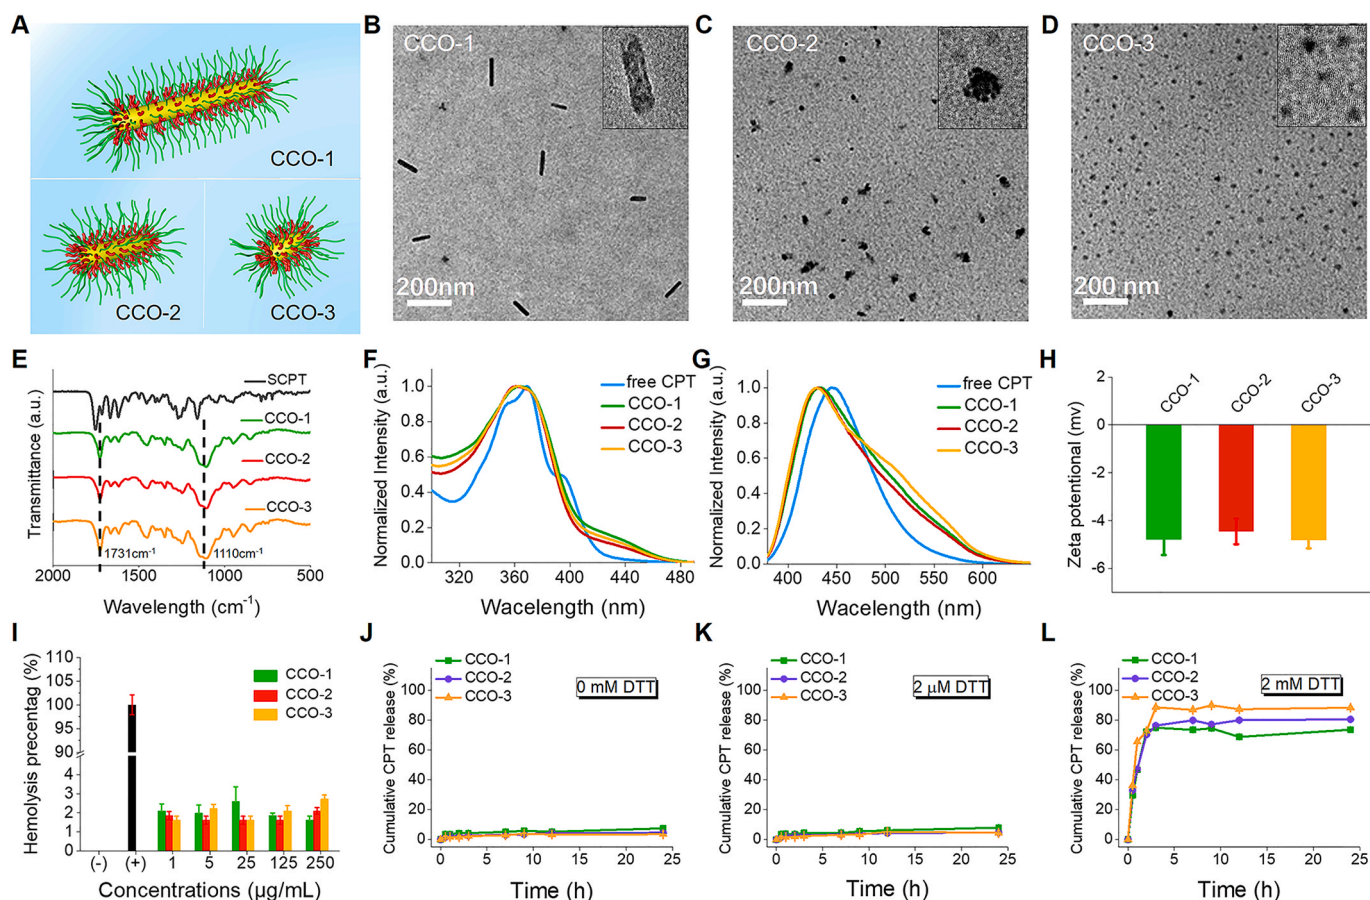 A
CCO-1
CCO-2
CCO-3
B
CCO-1
200nm
C
CCO-2
200nm
D
CCO-3
200 nm
E
SCPT
CCO-1
CCO-2
CCO-3
1731cm-1
1110cm-1
Transmittance (a.u.)
2000
1500
1000
500
Wavelength (cm-1)
F
free CPT
CCO-1
CCO-2
CCO-3
Normalized Intensity (a.u.)
1.0
0.8
0.6
0.4
0.2
0.0
320
360
400
440
480
Wacelength (nm)
G
free CPT
CCO-1
CCO-2
CCO-3
Normalized Intensity (a.u.)
1.0
0.8
0.6
0.4
0.2
0.0
400
450
500
550
600
Wavelength (nm)
H
CCO-1
CCO-2
CCO-3
Zeta potentional (mv)
2
0
-2
-4
-6
I
CCO-1
CCO-2
CCO-3
Hemolysis precentag (%)
110
105
100
95
90
4
3
2
1
0
(-)
(+)
1
5
25
125
250
Concentrations (μg/mL)
J
CCO-1
CCO-2
CCO-3
0 mM DTT
Cumulative CPT release (%)
100
80
60
40
20
0
0
5
10
15
20
25
Time (h)
K
CCO-1
CCO-2
CCO-3
2 μM DTT
Cumulative CPT release (%)
100
80
60
40
20
0
0
5
10
15
20
25
Time (h)
L
CCO-1
CCO-2
CCO-3
2 mM DTT
Cumulative CPT release (%)
100
80
60
40
20
0
0
5
10
15
20
25
Time (h)